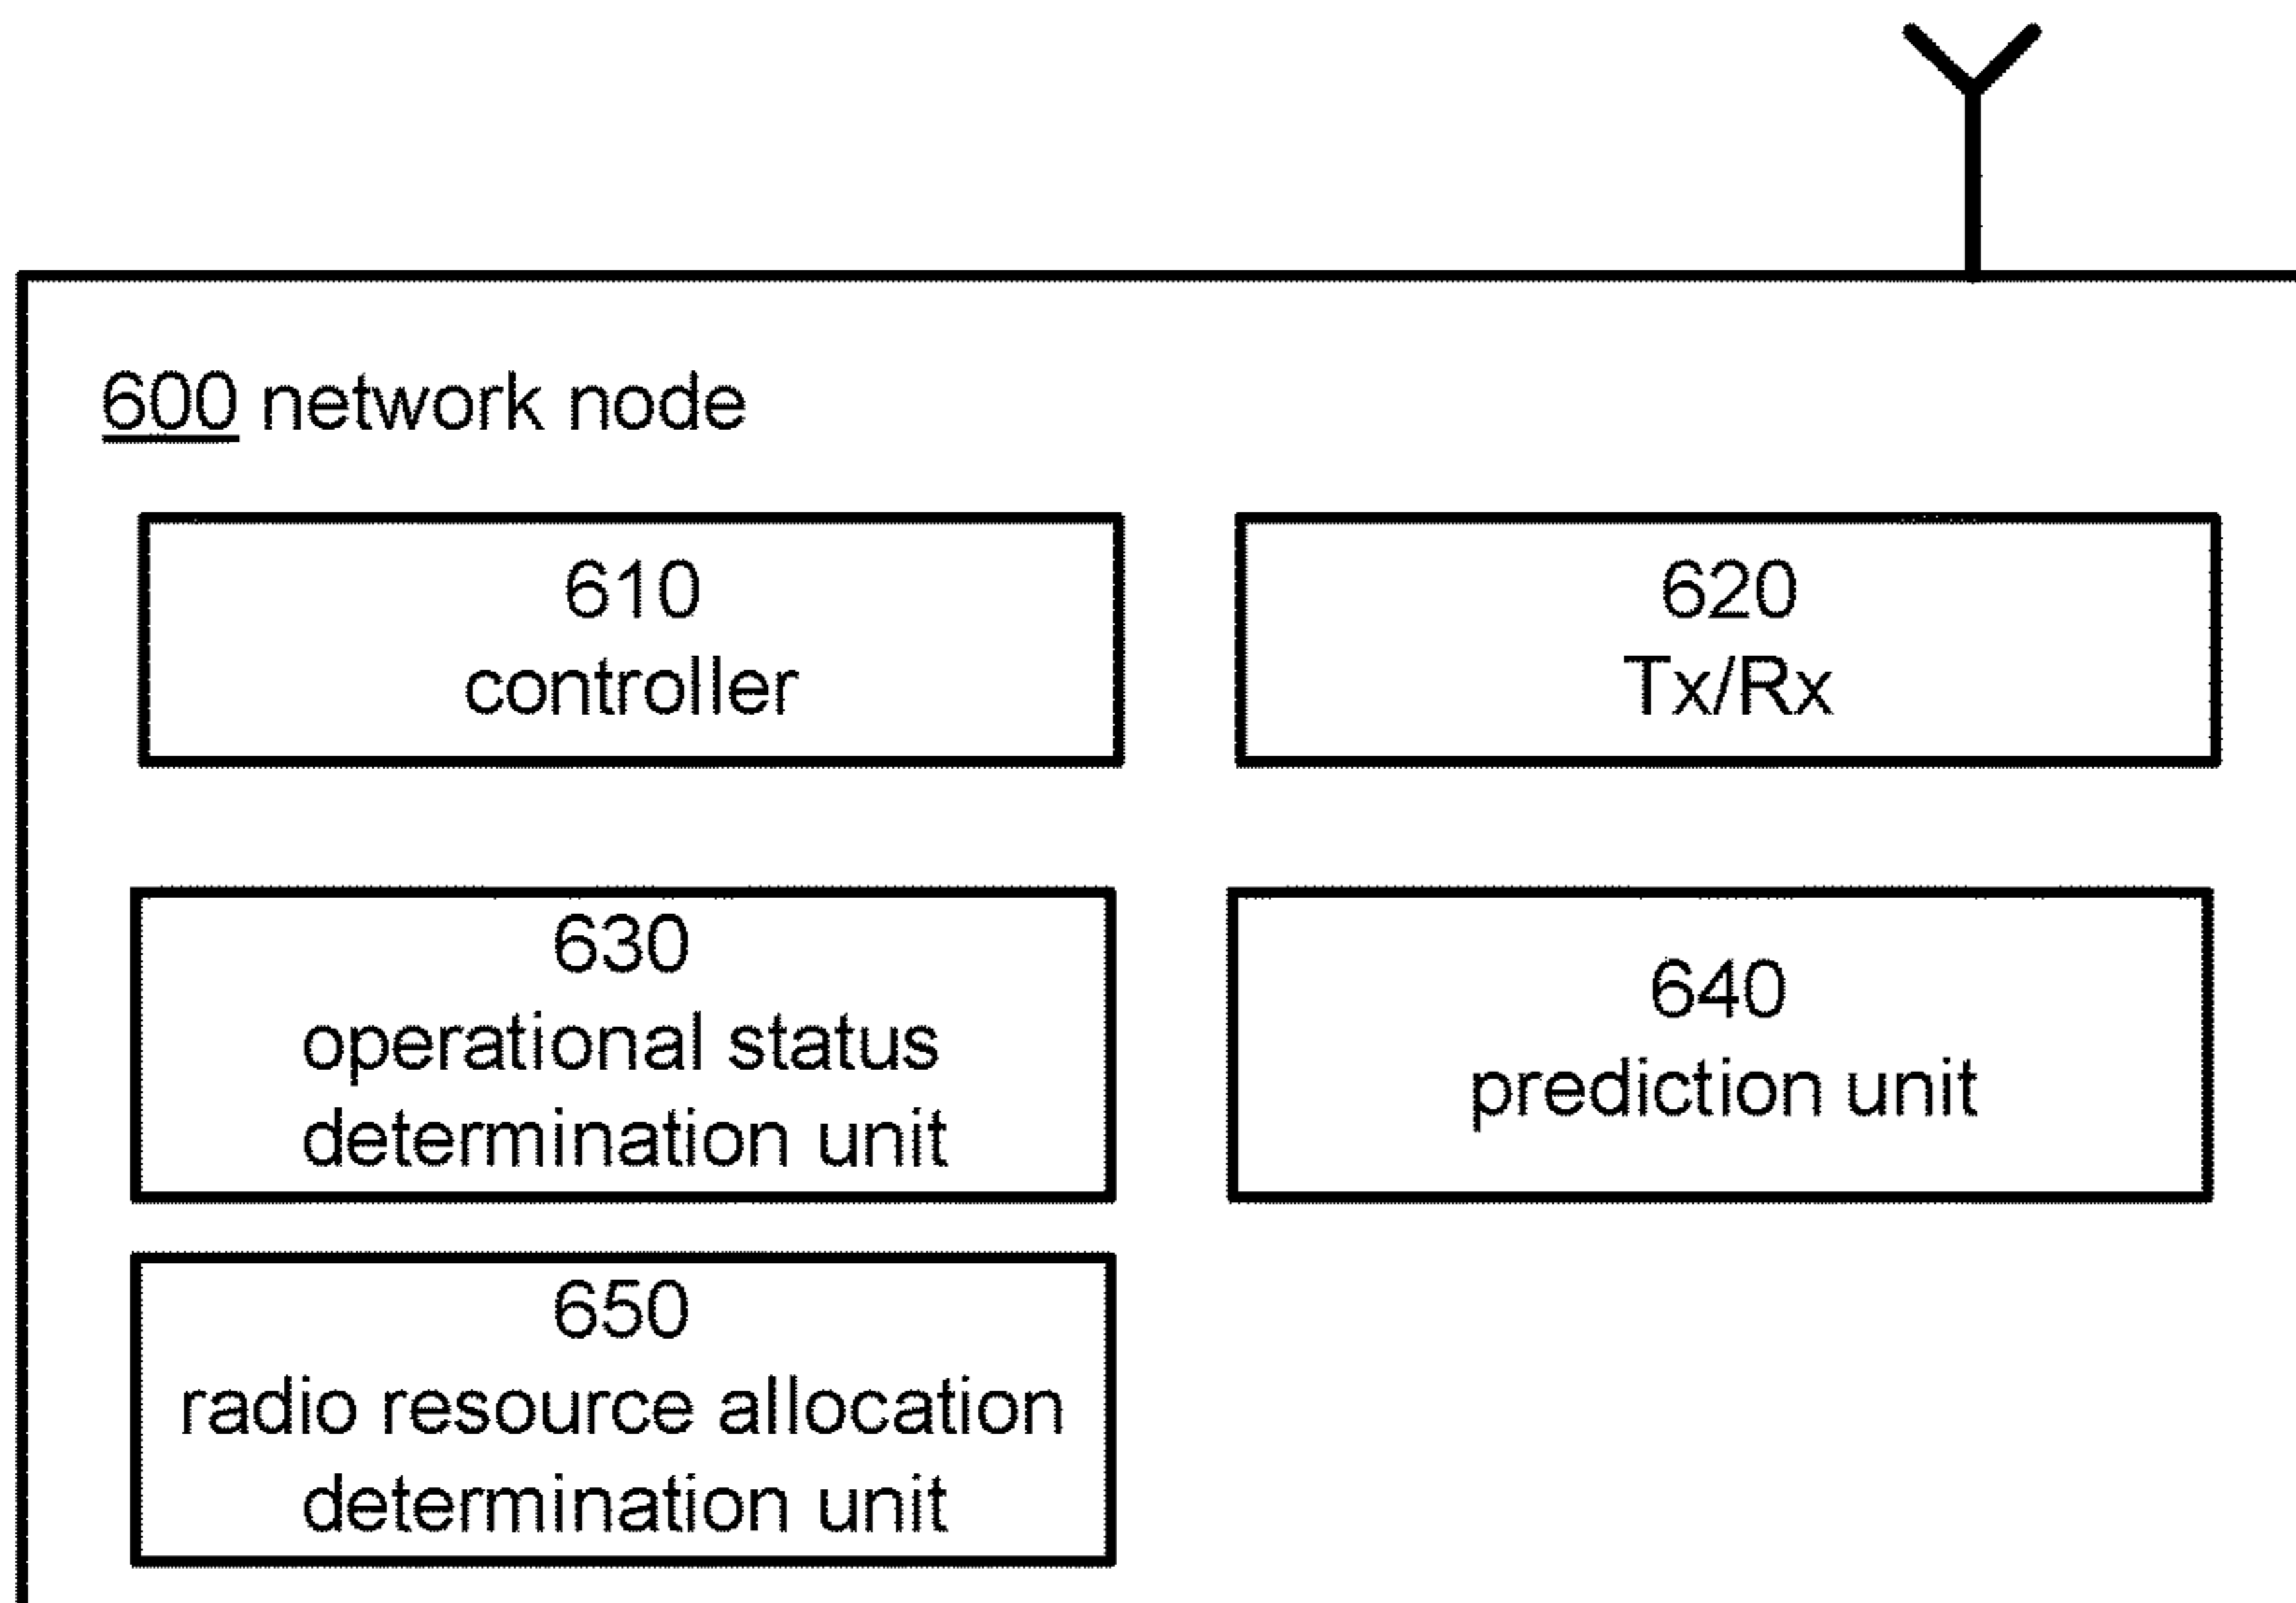 600 network node
610
controller
620
Tx/Rx
630
operational status
determination unit
640
prediction unit
650
radio resource allocation
determination unit